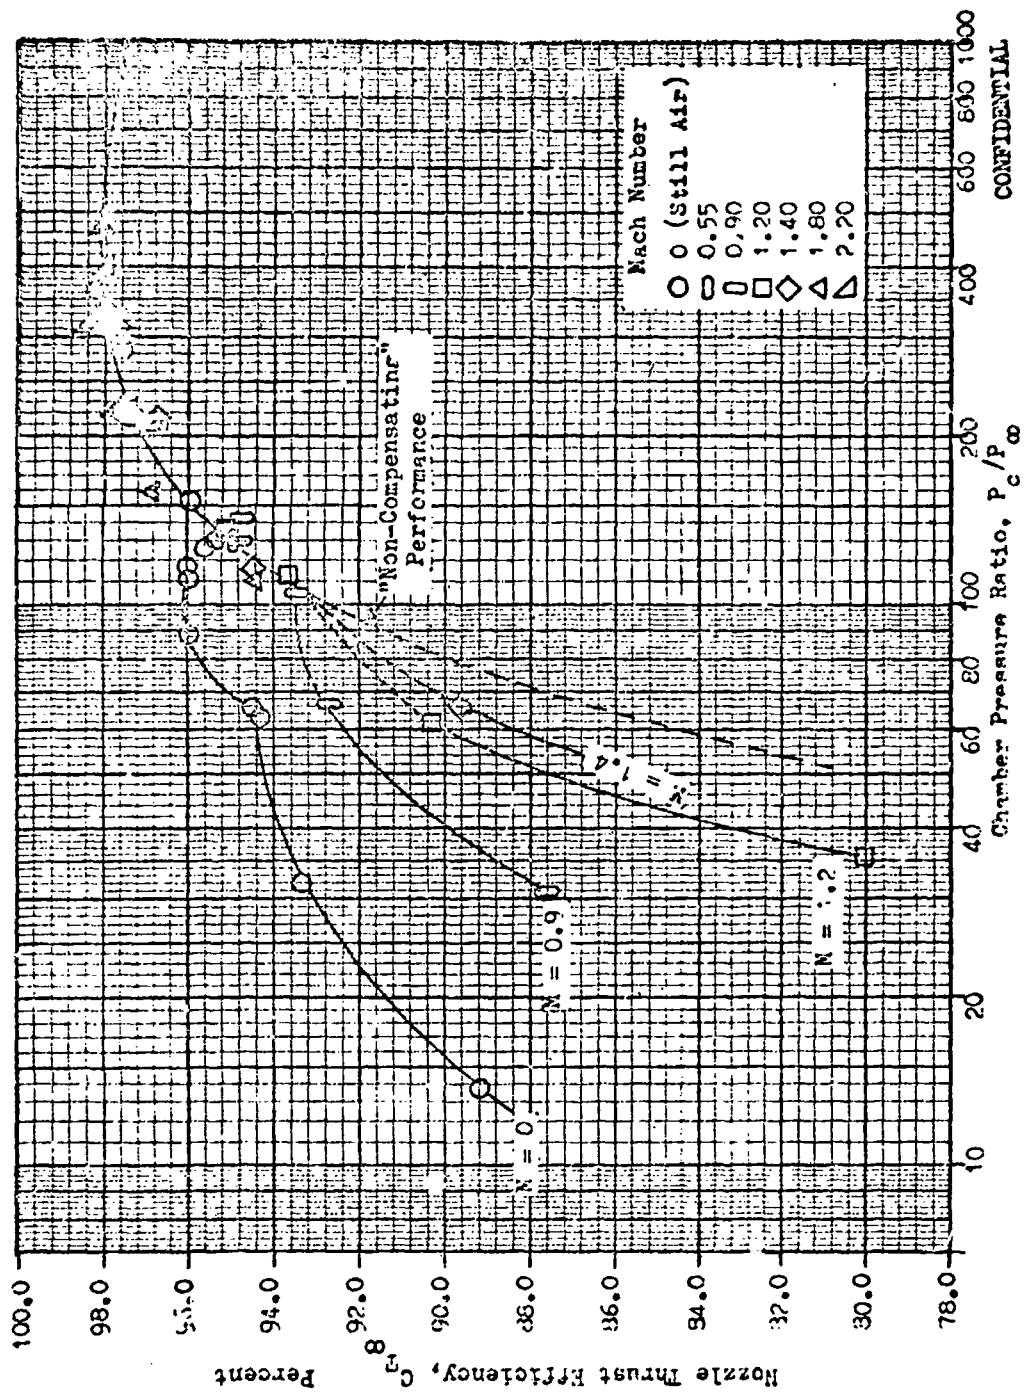 Nozzle Thrust Efficiency, C_T∞
Percent
100.0
98.0
94.0
92.0
90.0
86.0
78.0
10
20
40
60
80
100
200
400
600
800
1000
Chamber Pressure Ratio, P_c/P_∞
CONFIDENTIAL
Mach Number
0 (Still Air)
0.55
0.90
1.20
1.40
1.80
2.20
"Non-Compensating"
Performance
M = 0
M = 0.9
M = 1.4